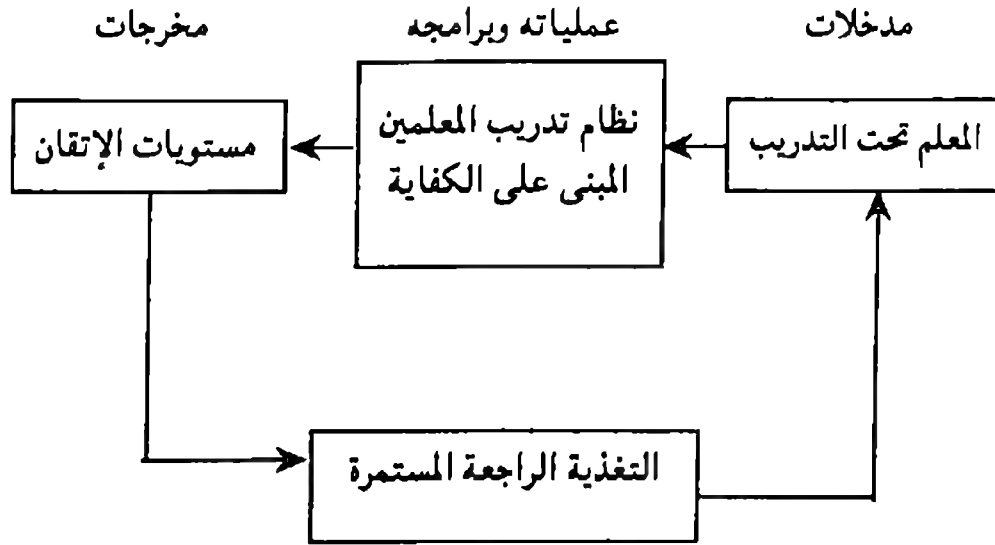 مدخلات
عملياته وبرامجه
مخرجات
المعلم تحت التدريب
نظام تدريب المعلمين
المبنى على الكفاية
مستويات الإتقان
التغذية الراجعة المستمرة